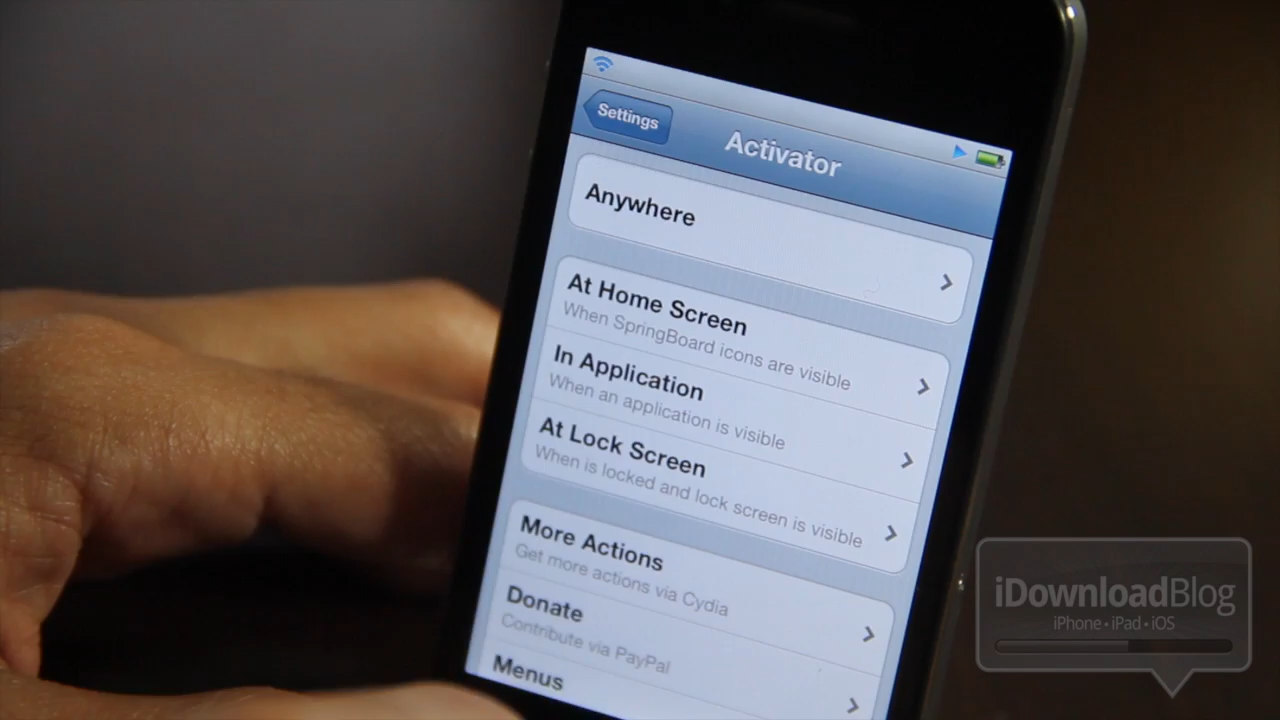 Settings
Activator
Anywhere
At Home Screen
When SpringBoard icons are visible
In Application
When an application is visible
At Lock Screen
When is locked and lock screen is visible
More Actions
Get more actions via Cydia
Donate
Contribute via PayPal
Menus
iDownloadBlog
iPhone • iPad • iOS